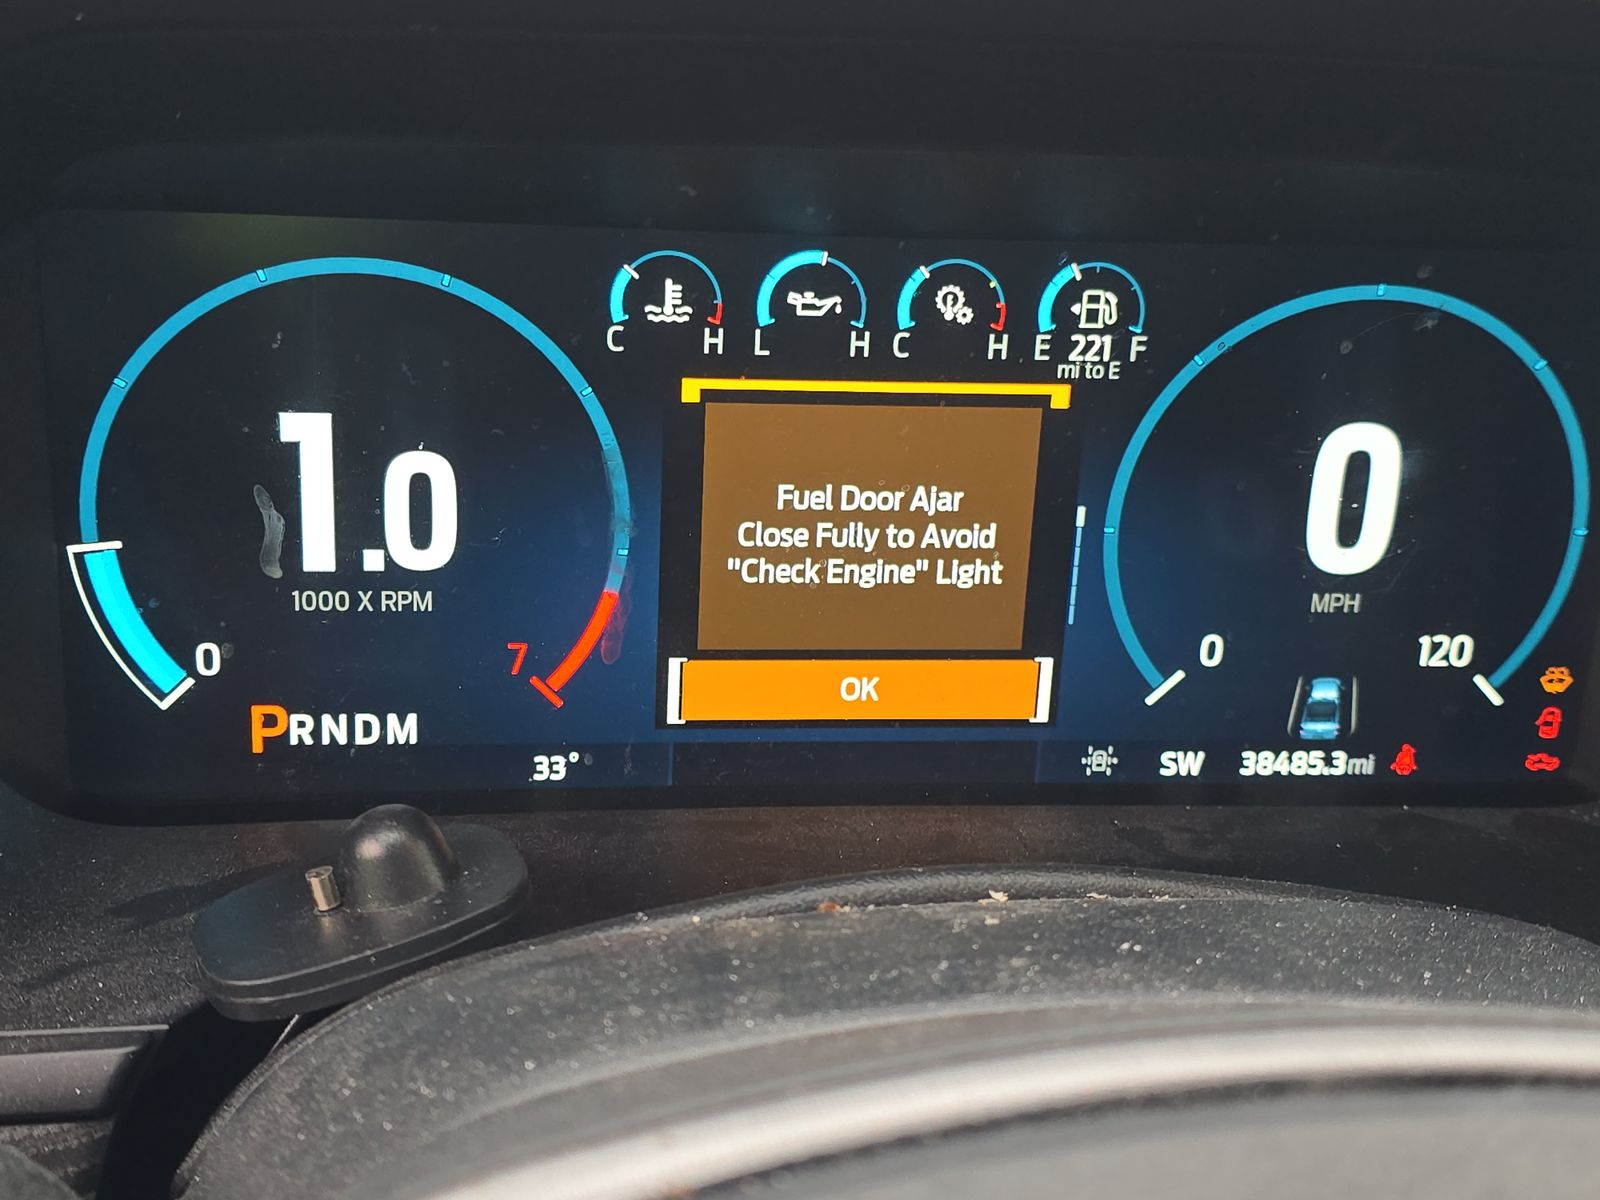 C H L H C H E 221 F
mi to E
Fuel Door Ajar
Close Fully to Avoid
"Check Engine" Light
OK
1.0
1000 X RPM
0 7
PRNDM
33°
0
MPH
0 120
SW 38485.3mi